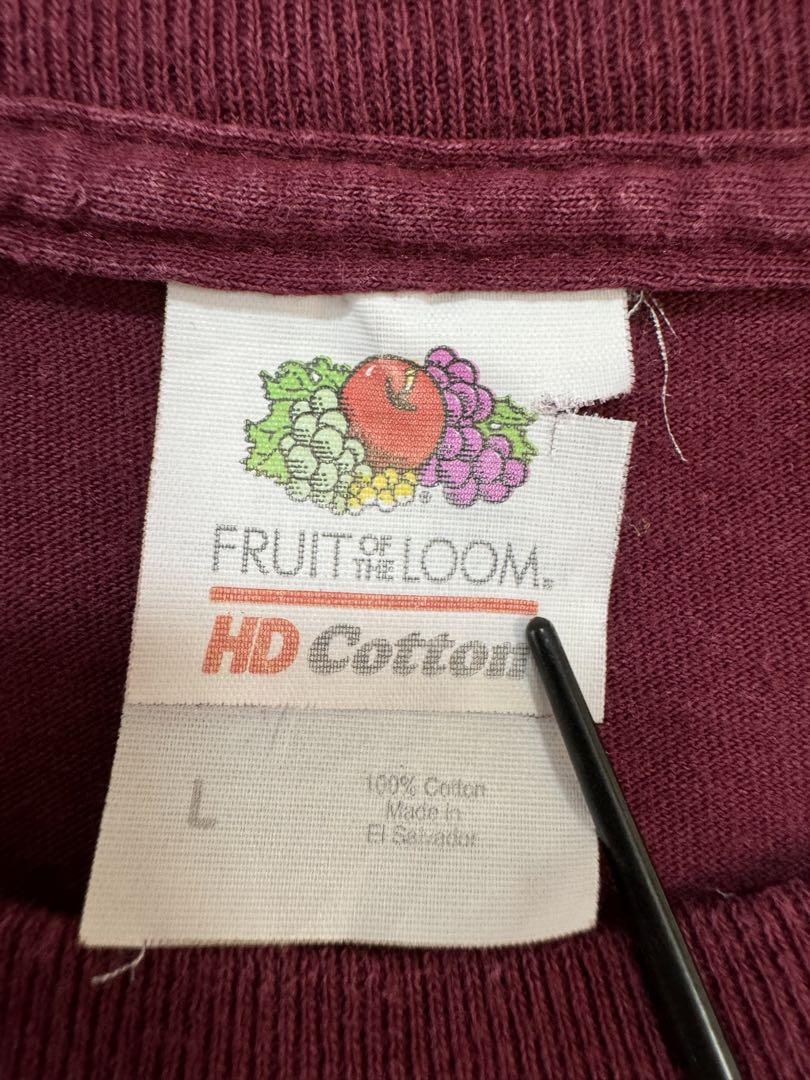 FRUIT OF THE LOOM®
HD Cotton
L
100% Cotton
Made in
El Salvador